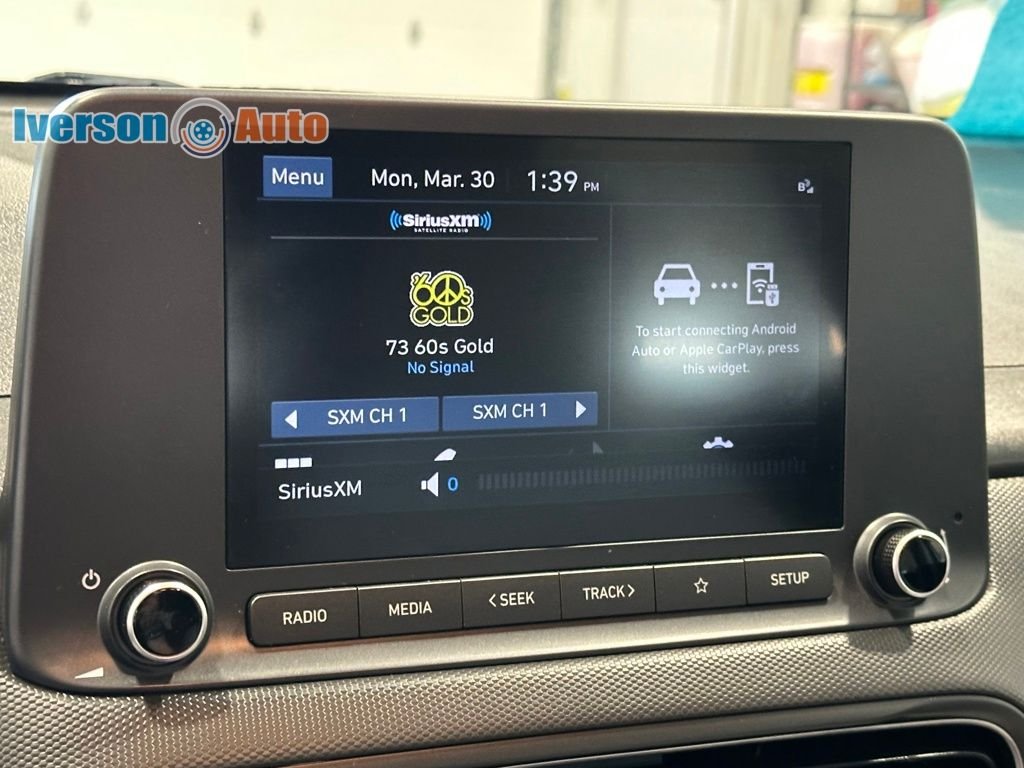 Iverson Auto
Menu
Mon, Mar. 30
1:39 PM
B
((SiriusXM))
SATELLITE RADIO
'60s
GOLD
73 60s Gold
No Signal
SXM CH 1
SXM CH 1
To start connecting Android
Auto or Apple CarPlay, press
this widget.
SiriusXM
0
RADIO
MEDIA
< SEEK
TRACK >
SETUP